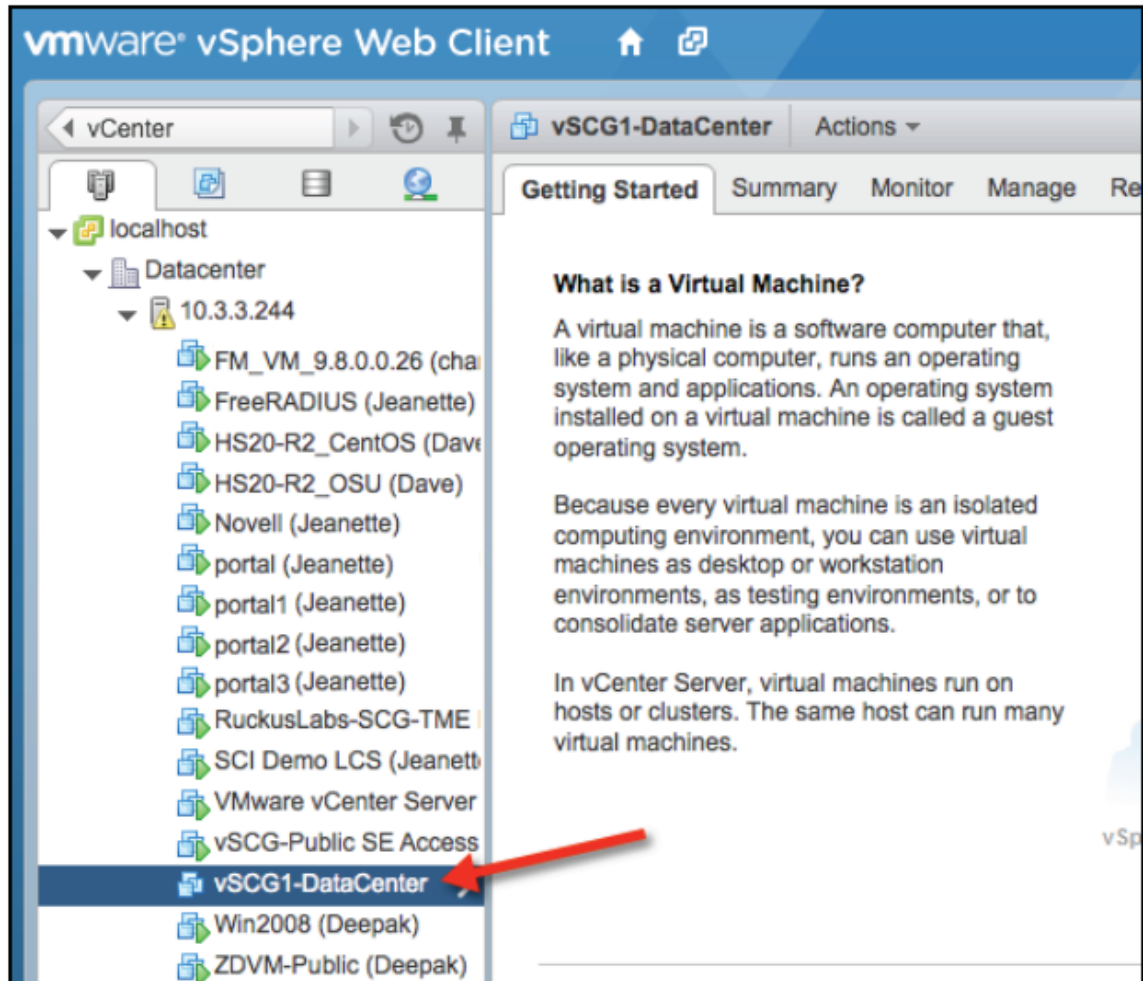 vmware® vSphere Web Client
vCenter
vSCG1-DataCenter Actions
Getting Started Summary Monitor Manage Re
localhost
Datacenter
10.3.3.244
FM_VM_9.8.0.0.26 (cha
FreeRADIUS (Jeanette)
HS20-R2_CentOS (Dave
HS20-R2_OSU (Dave)
Novell (Jeanette)
portal (Jeanette)
portal1 (Jeanette)
portal2 (Jeanette)
portal3 (Jeanette)
RuckusLabs-SCG-TME
SCI Demo LCS (Jeanett
VMware vCenter Server
vSCG-Public SE Access
vSCG1-DataCenter
Win2008 (Deepak)
ZDVM-Public (Deepak)
What is a Virtual Machine?
A virtual machine is a software computer that,
like a physical computer, runs an operating
system and applications. An operating system
installed on a virtual machine is called a guest
operating system.
Because every virtual machine is an isolated
computing environment, you can use virtual
machines as desktop or workstation
environments, as testing environments, or to
consolidate server applications.
In vCenter Server, virtual machines run on
hosts or clusters. The same host can run many
virtual machines.
vSp